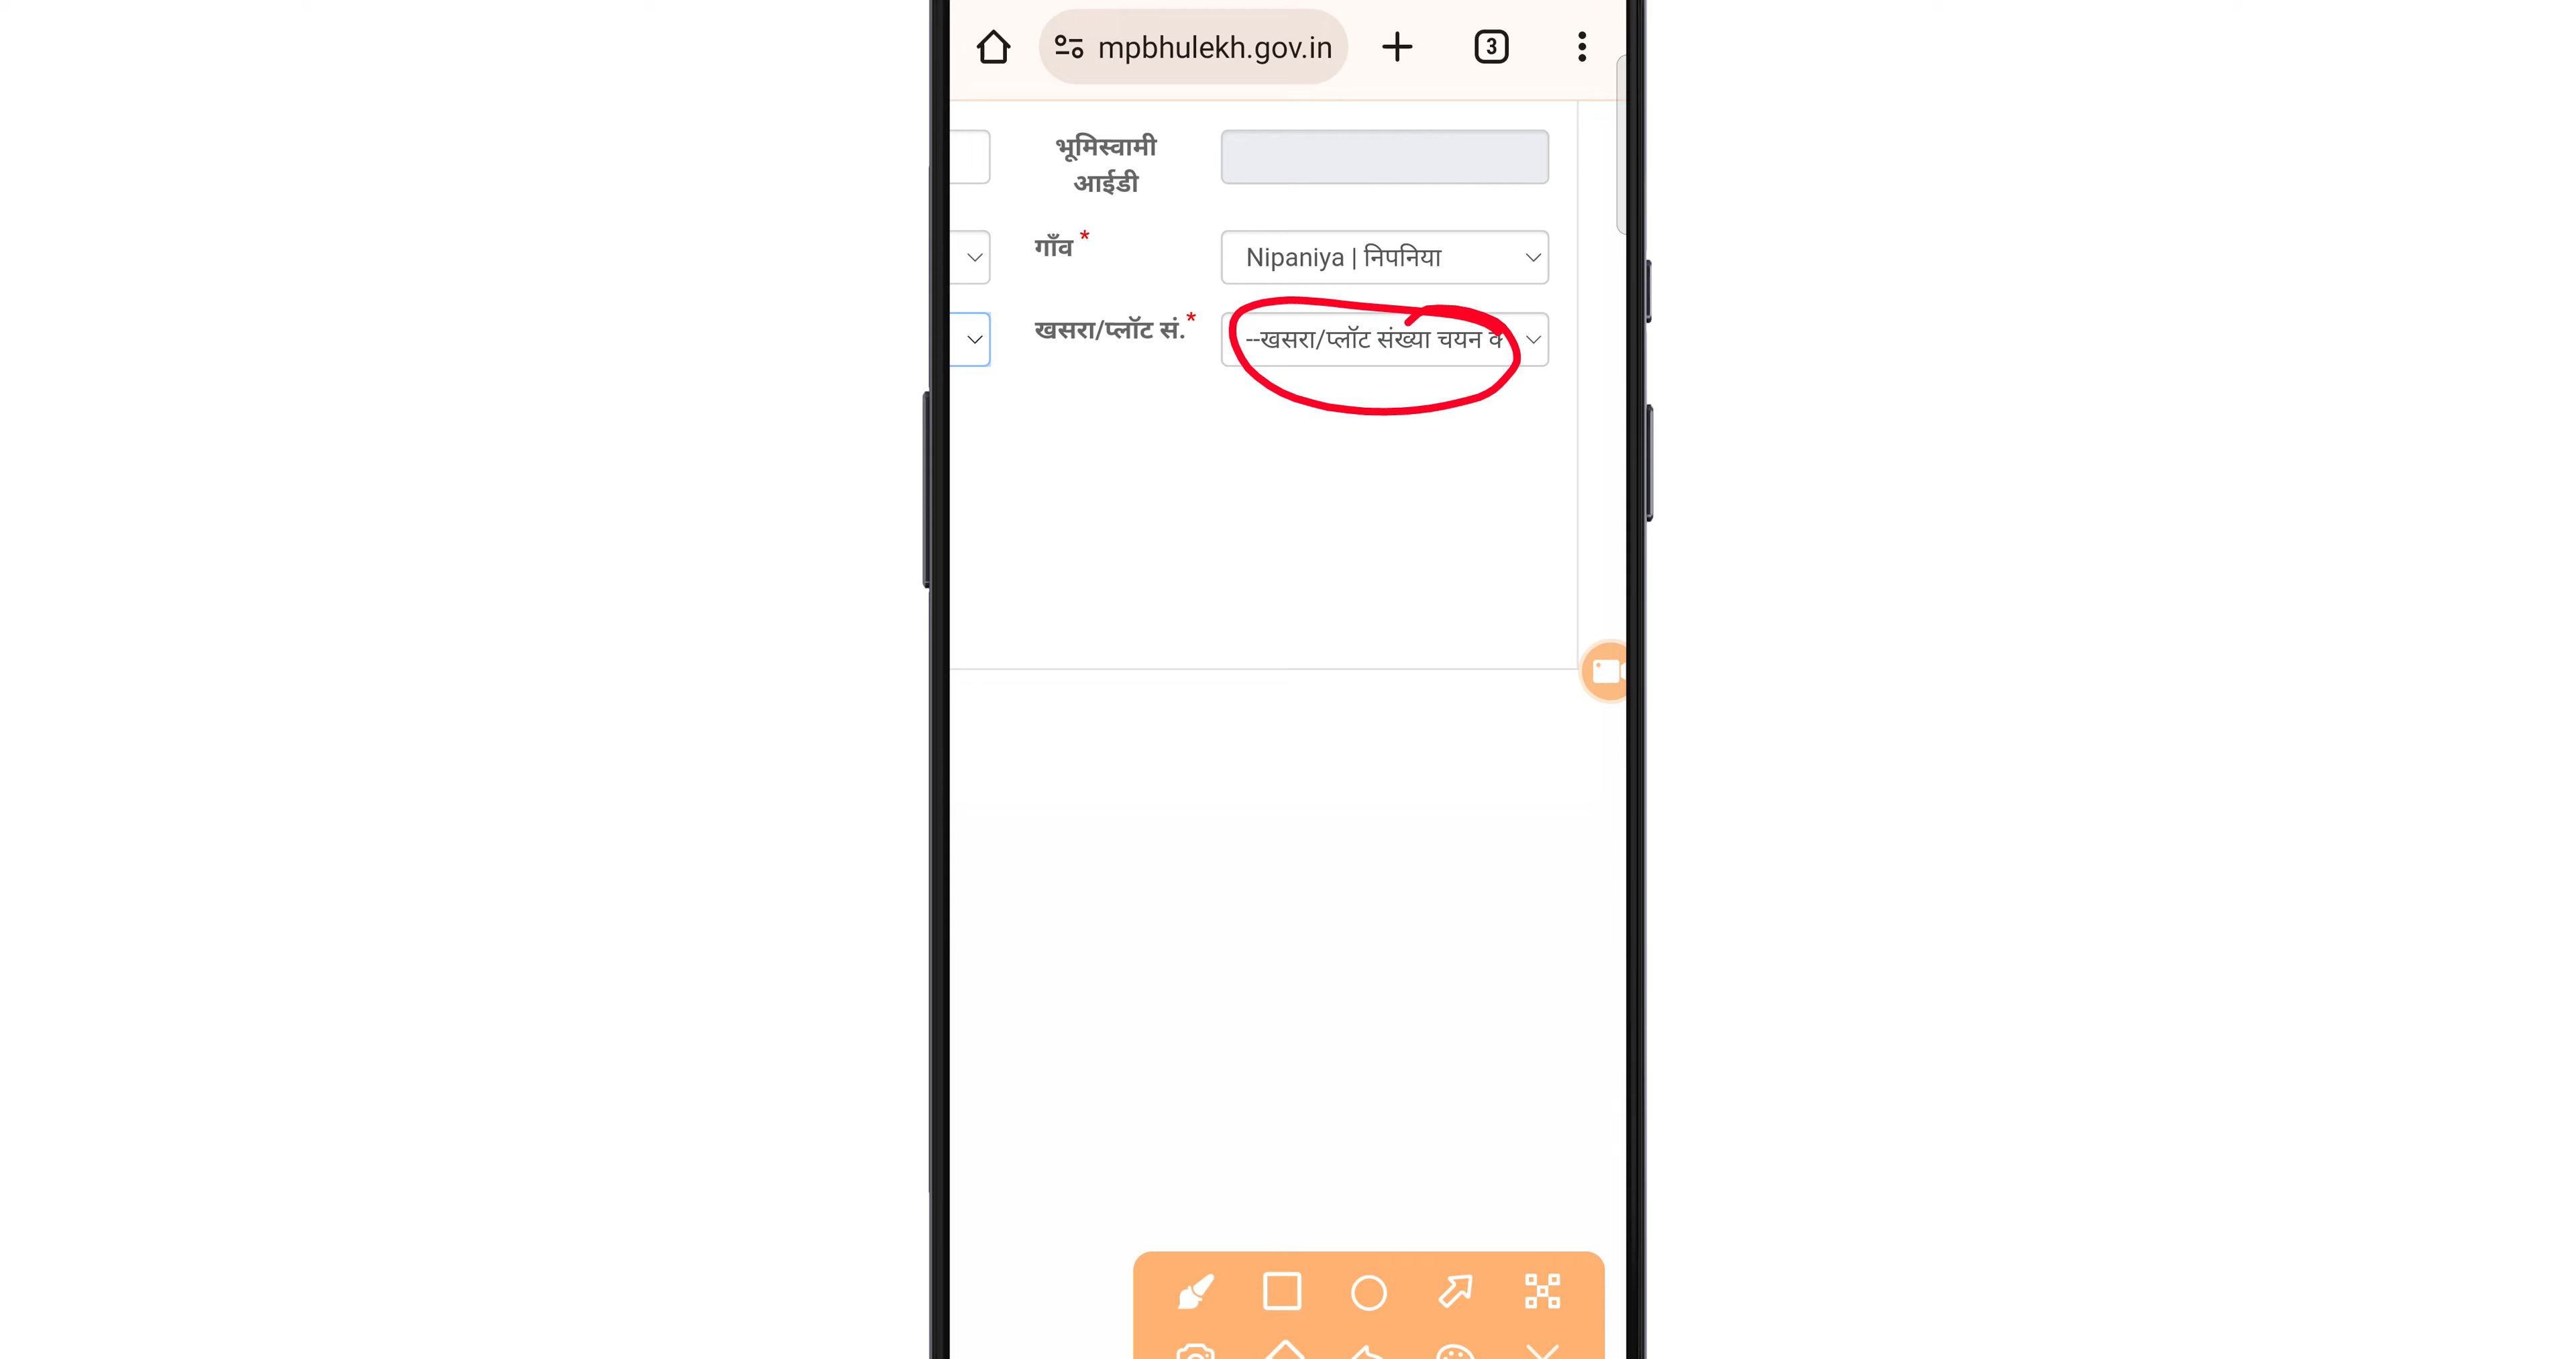 mpbhulekh.gov.in
3
भूमिस्वामी
आईडी
गाँव *
Nipaniya | निपनिया
खसरा/प्लॉट सं.*
--खसरा/प्लॉट संख्या चयन